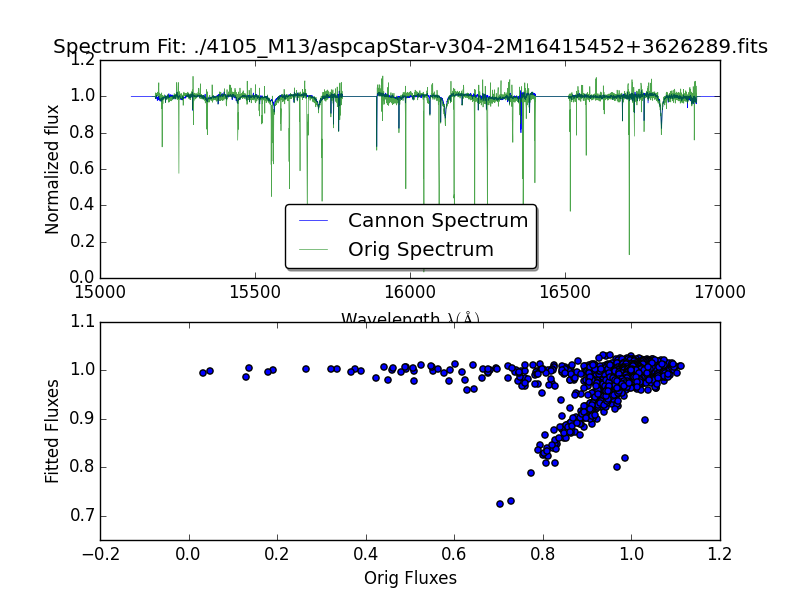 Spectrum Fit: ./4105_M13/aspcapStar-v304-2M16415452+3626289.fits
1.2
1.0
0.8
0.6
0.4
0.2
0.0
Normalized flux
Cannon Spectrum
Orig Spectrum
15000 15500 16000 16500 17000
Wavelength λ(Å)
1.1
1.0
0.9
0.8
0.7
Fitted Fluxes
−0.2 0.0 0.2 0.4 0.6 0.8 1.0 1.2
Orig Fluxes